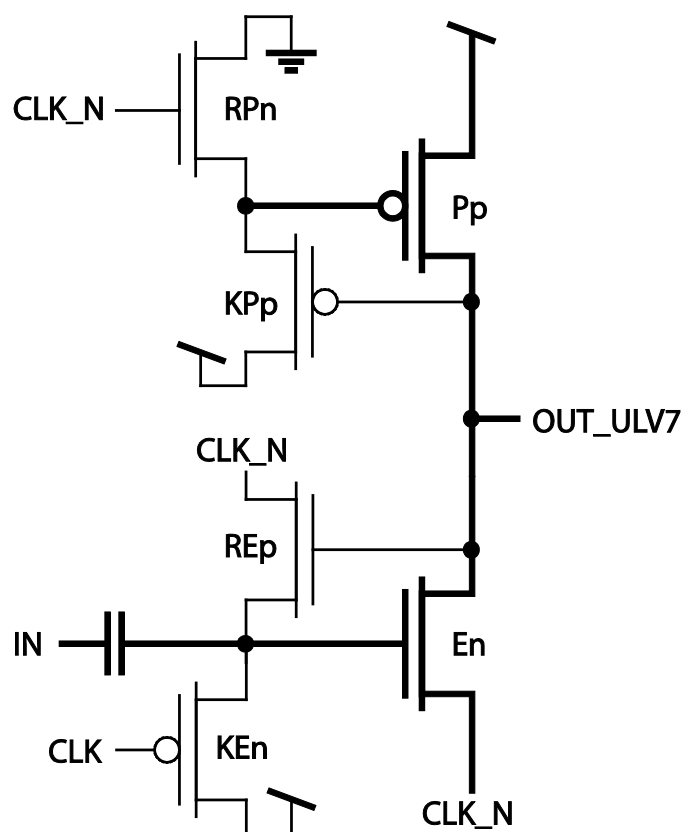 CLK_N
RPn
Pp
KPp
OUT_ULV7
CLK_N
REp
IN
En
CLK
KEn
CLK_N